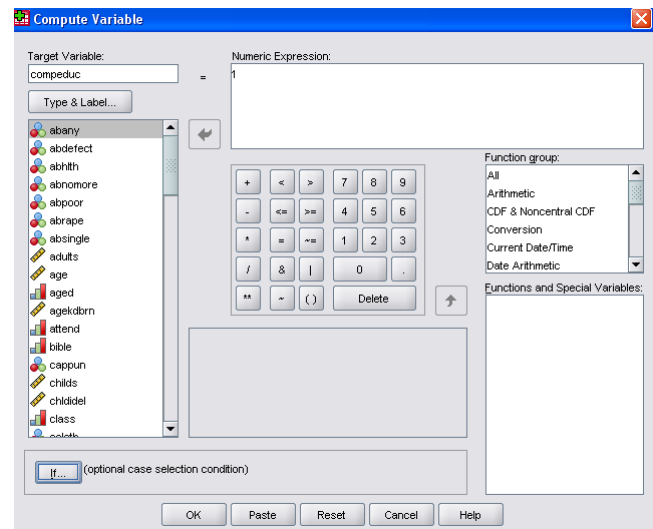 Compute Variable
Target Variable:
compeduc
=
Numeric Expression:
1
Type & Label...
abany
abdefect
abhlth
abnomore
abpoor
abrape
absingle
adults
age
aged
agekdbrn
attend
bible
cappun
childs
chldidel
class
+ < > 7 8 9
- <= >= 4 5 6
* = ~= 1 2 3
/ & | 0 .
** ~ ( ) Delete
Function group:
All
Arithmetic
CDF & Noncentral CDF
Conversion
Current Date/Time
Date Arithmetic
Functions and Special Variables:
If... (optional case selection condition)
OK Paste Reset Cancel Help